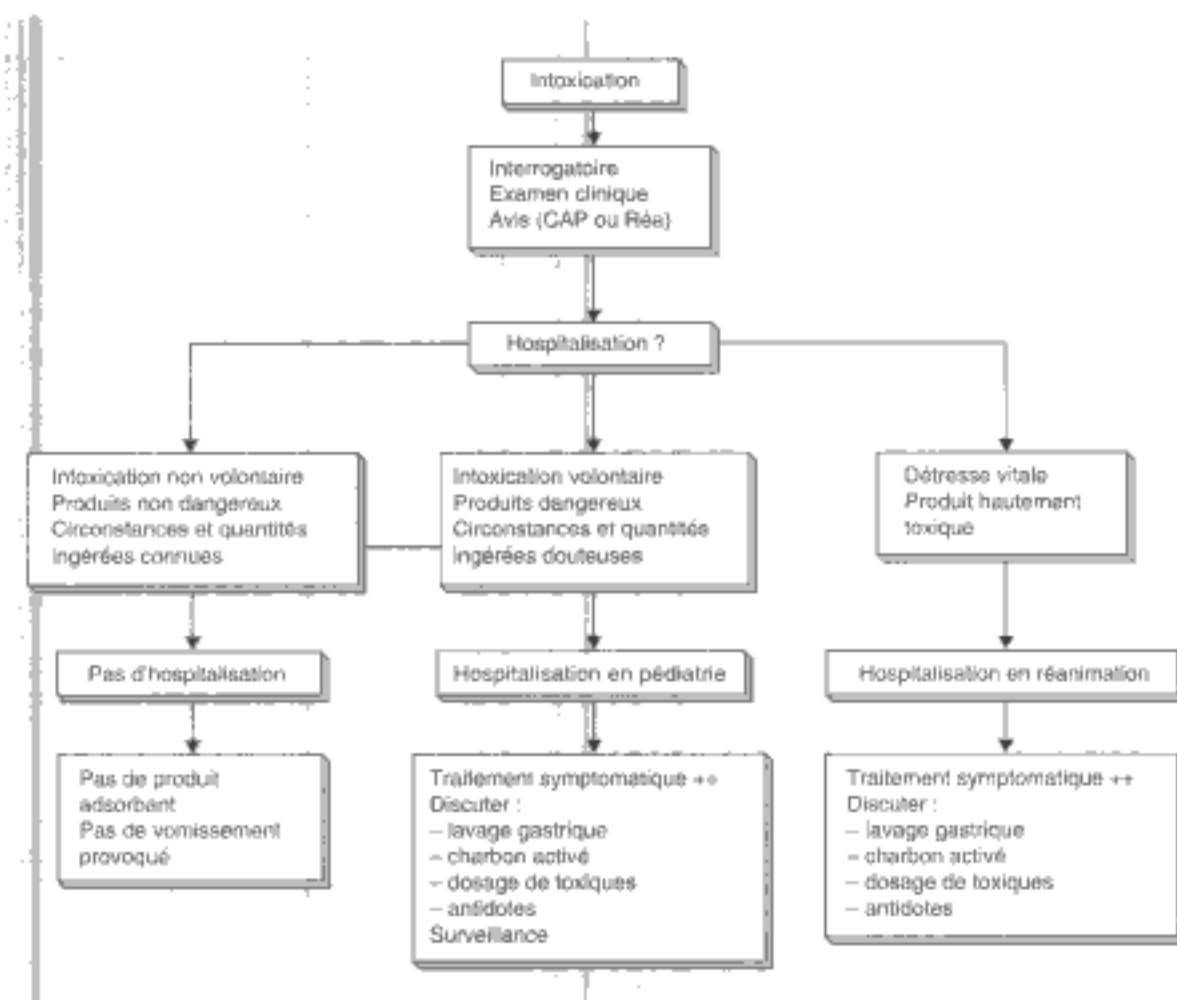 Intoxication
Interrogatoire
Examen clinique
Avis (CAP ou Réa)
Hospitalisation ?
Intoxication non volontaire
Produits non dangereux
Circonstances et quantités
Ingérées connues
Intoxication volontaire
Produits dangereux
Circonstances et quantités
Ingérées douteuses
Détresse vitale
Produit hautement
toxique
Pas d'hospitalisation
Hospitalisation en pédiatrie
Hospitalisation en réanimation
Pas de produit
adsorbant
Pas de vomissement
provoqué
Traitement symptomatique ++
Discuter :
– lavage gastrique
– charbon activé
– dosage de toxiques
– antidotes
Surveillance
Traitement symptomatique ++
Discuter :
– lavage gastrique
– charbon activé
– dosage de toxiques
– antidotes